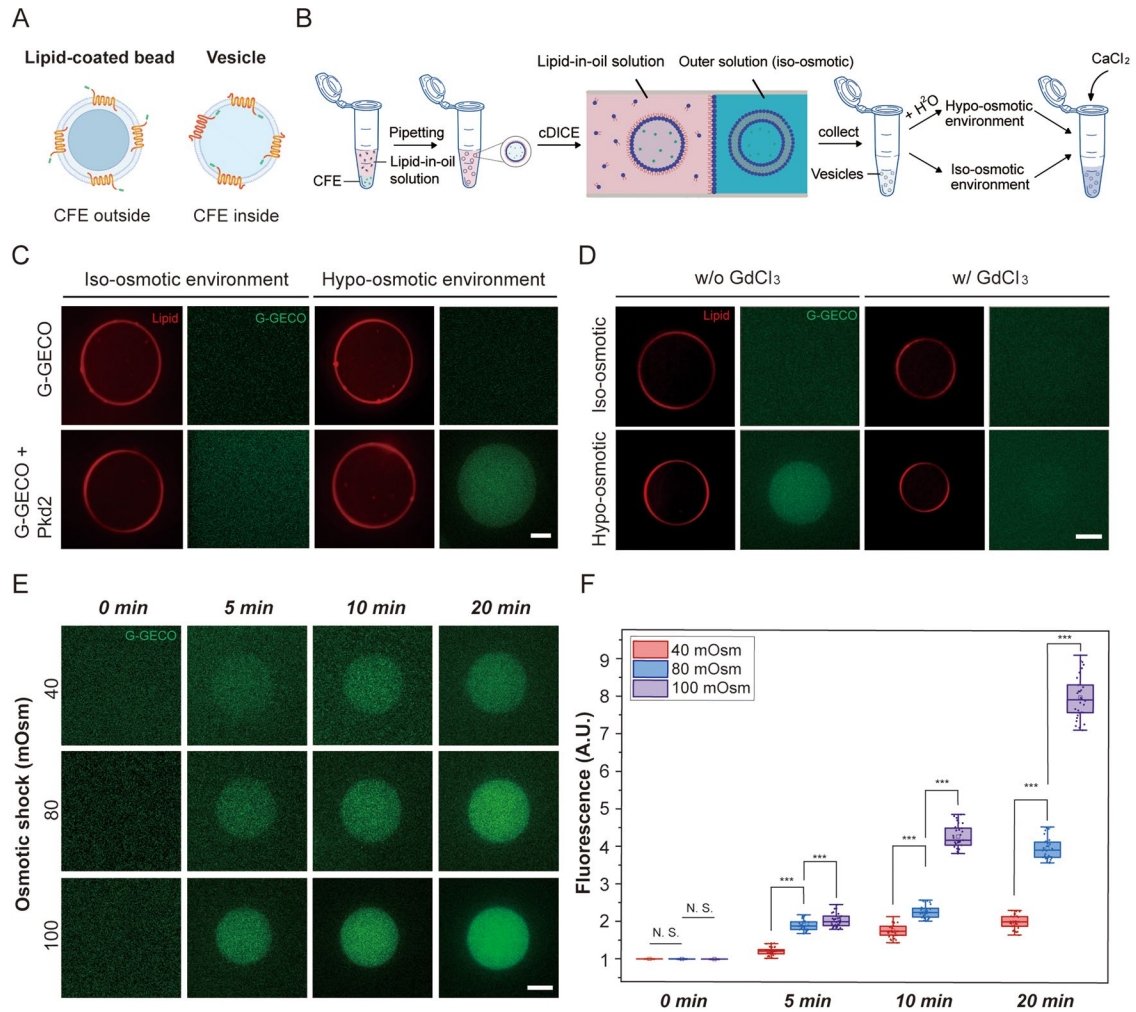 A
Lipid-coated bead
Vesicle
CFE outside
CFE inside
B
CFE
Pipetting
Lipid-in-oil
solution
cDICE
Lipid-in-oil solution
Outer solution (iso-osmotic)
collect
Vesicles
+ H²O
Hypo-osmotic
environment
Iso-osmotic
environment
CaCl₂
C
Iso-osmotic environment
Hypo-osmotic environment
Lipid
G-GECO
G-GECO
G-GECO +
Pkd2
D
w/o GdCl₃
w/ GdCl₃
Lipid
G-GECO
Iso-osmotic
Hypo-osmotic
E
0 min
5 min
10 min
20 min
G-GECO
Osmotic shock (mOsm)
40
80
100
F
40 mOsm
80 mOsm
100 mOsm
Fluorescence (A.U.)
9
8
7
6
5
4
3
2
1
N. S.
N. S.
***
***
***
***
***
***
0 min
5 min
10 min
20 min